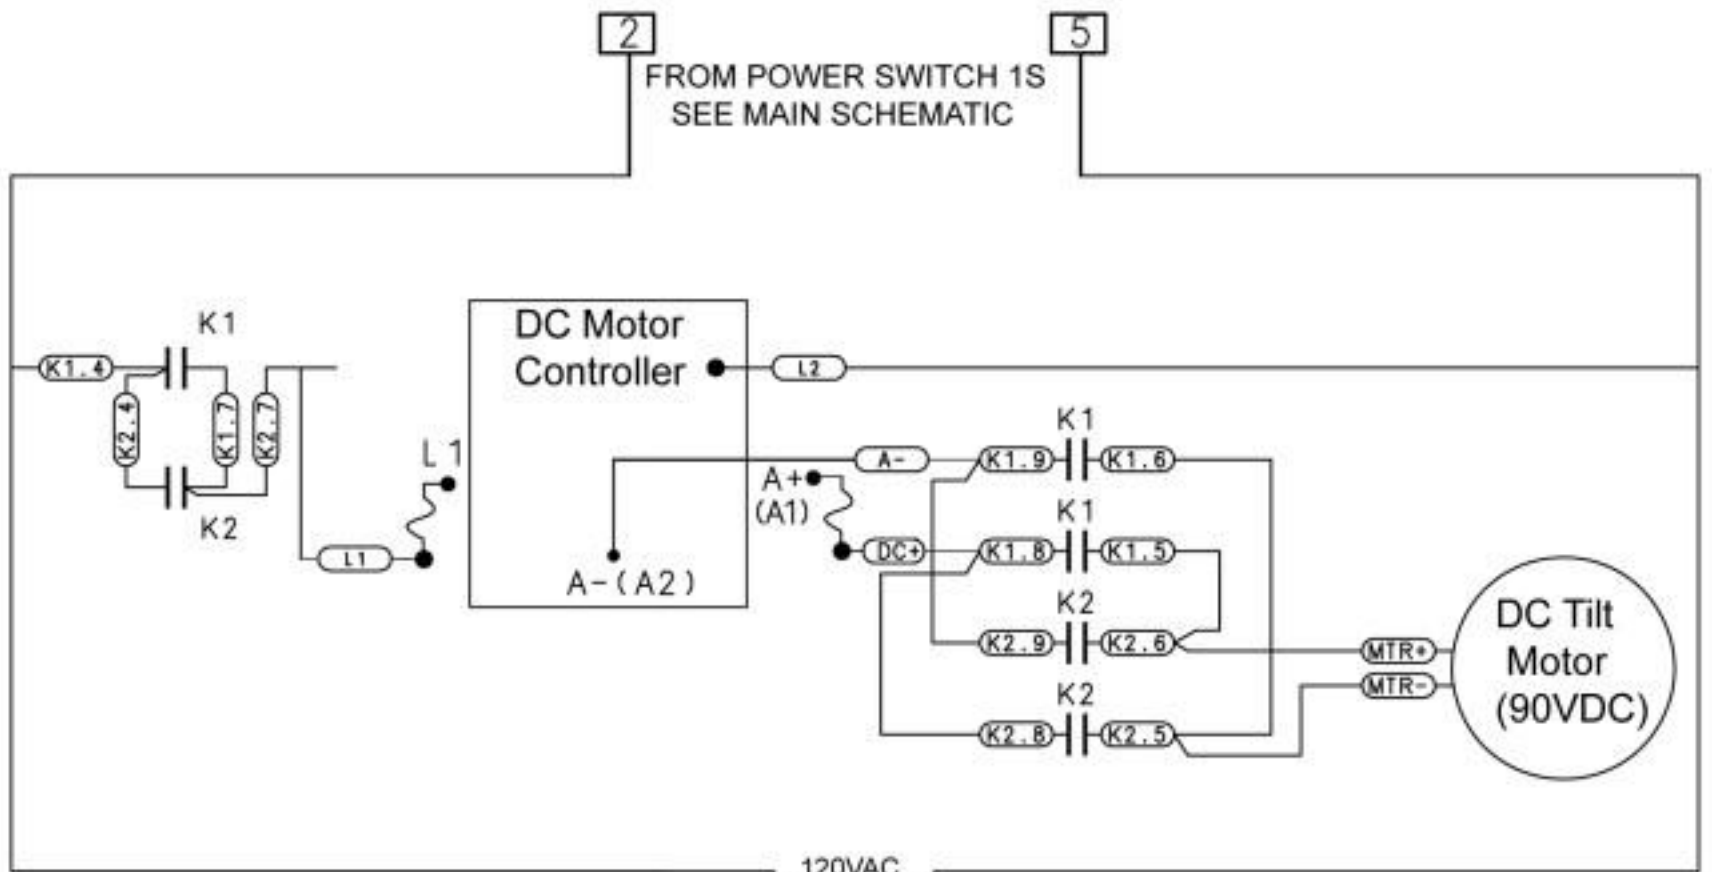 2
5
FROM POWER SWITCH 1S
SEE MAIN SCHEMATIC
K1
K1.4
K2.4
K1.7
K2.7
K2
L1
L1
DC Motor
Controller
L2
A-
A+
(A1)
DC+
A-(A2)
K1
K1.9
K1.6
K1
K1.8
K1.5
K2
K2.9
K2.6
K2
K2.8
K2.5
MTR+
MTR-
DC Tilt
Motor
(90VDC)
120VAC